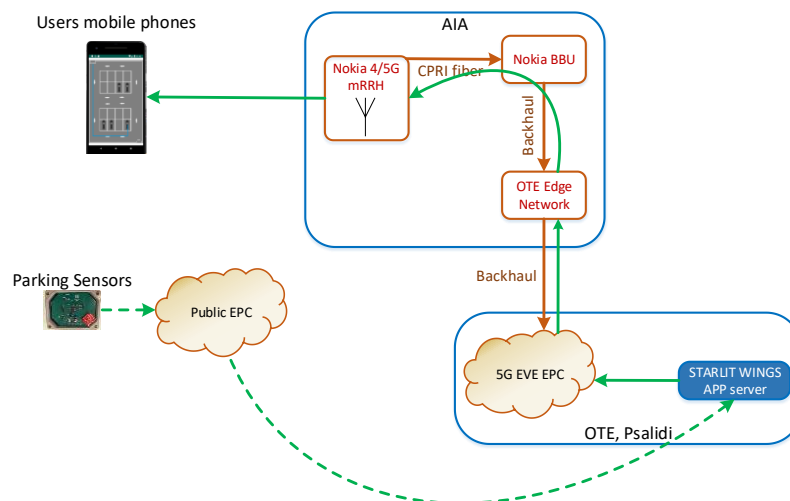 Users mobile phones
AIA
Nokia 4/5G
mRRH
CPRI fiber
Nokia BBU
Backhaul
OTE Edge
Network
Backhaul
Parking Sensors
Public EPC
5G EVE EPC
STARLIT WINGS
APP server
OTE, Psalidi